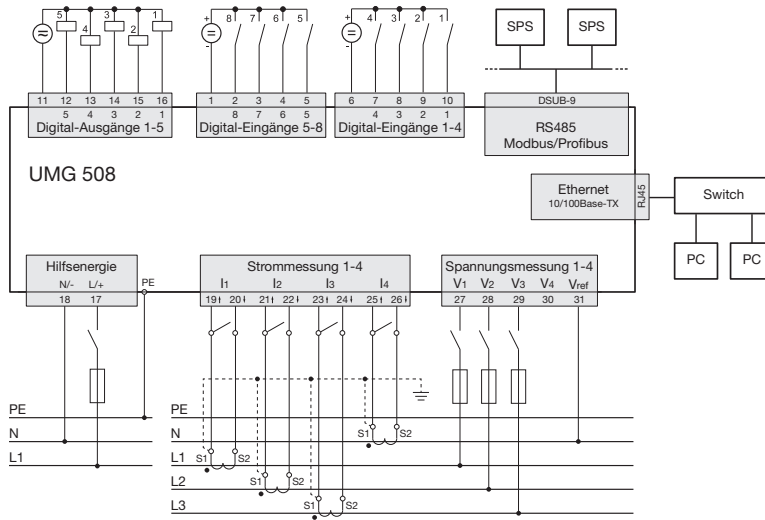 5 4 3 2 1
8 7 6 5
4 3 2 1
SPS SPS
+ - = + - =
11 12 13 14 15 16
5 4 3 2 1
Digital-Ausgänge 1-5
1 2 3 4 5
8 7 6 5
Digital-Eingänge 5-8
6 7 8 9 10
4 3 2 1
Digital-Eingänge 1-4
DSUB-9
RS485
Modbus/Profibus
UMG 508
Ethernet
10/100Base-TX
RJ45
Switch
PC PC
Hilfsenergie
N/- L/+
18 17
PE
Strommessung 1-4
I1 I2 I3 I4
19 20 21 22 23 24 25 26
Spannungsmessung 1-4
V1 V2 V3 V4 Vref
27 28 29 30 31
PE
N
L1
PE
N
L1
L2
L3
S1 S2
S1 S2
S1 S2
S1 S2